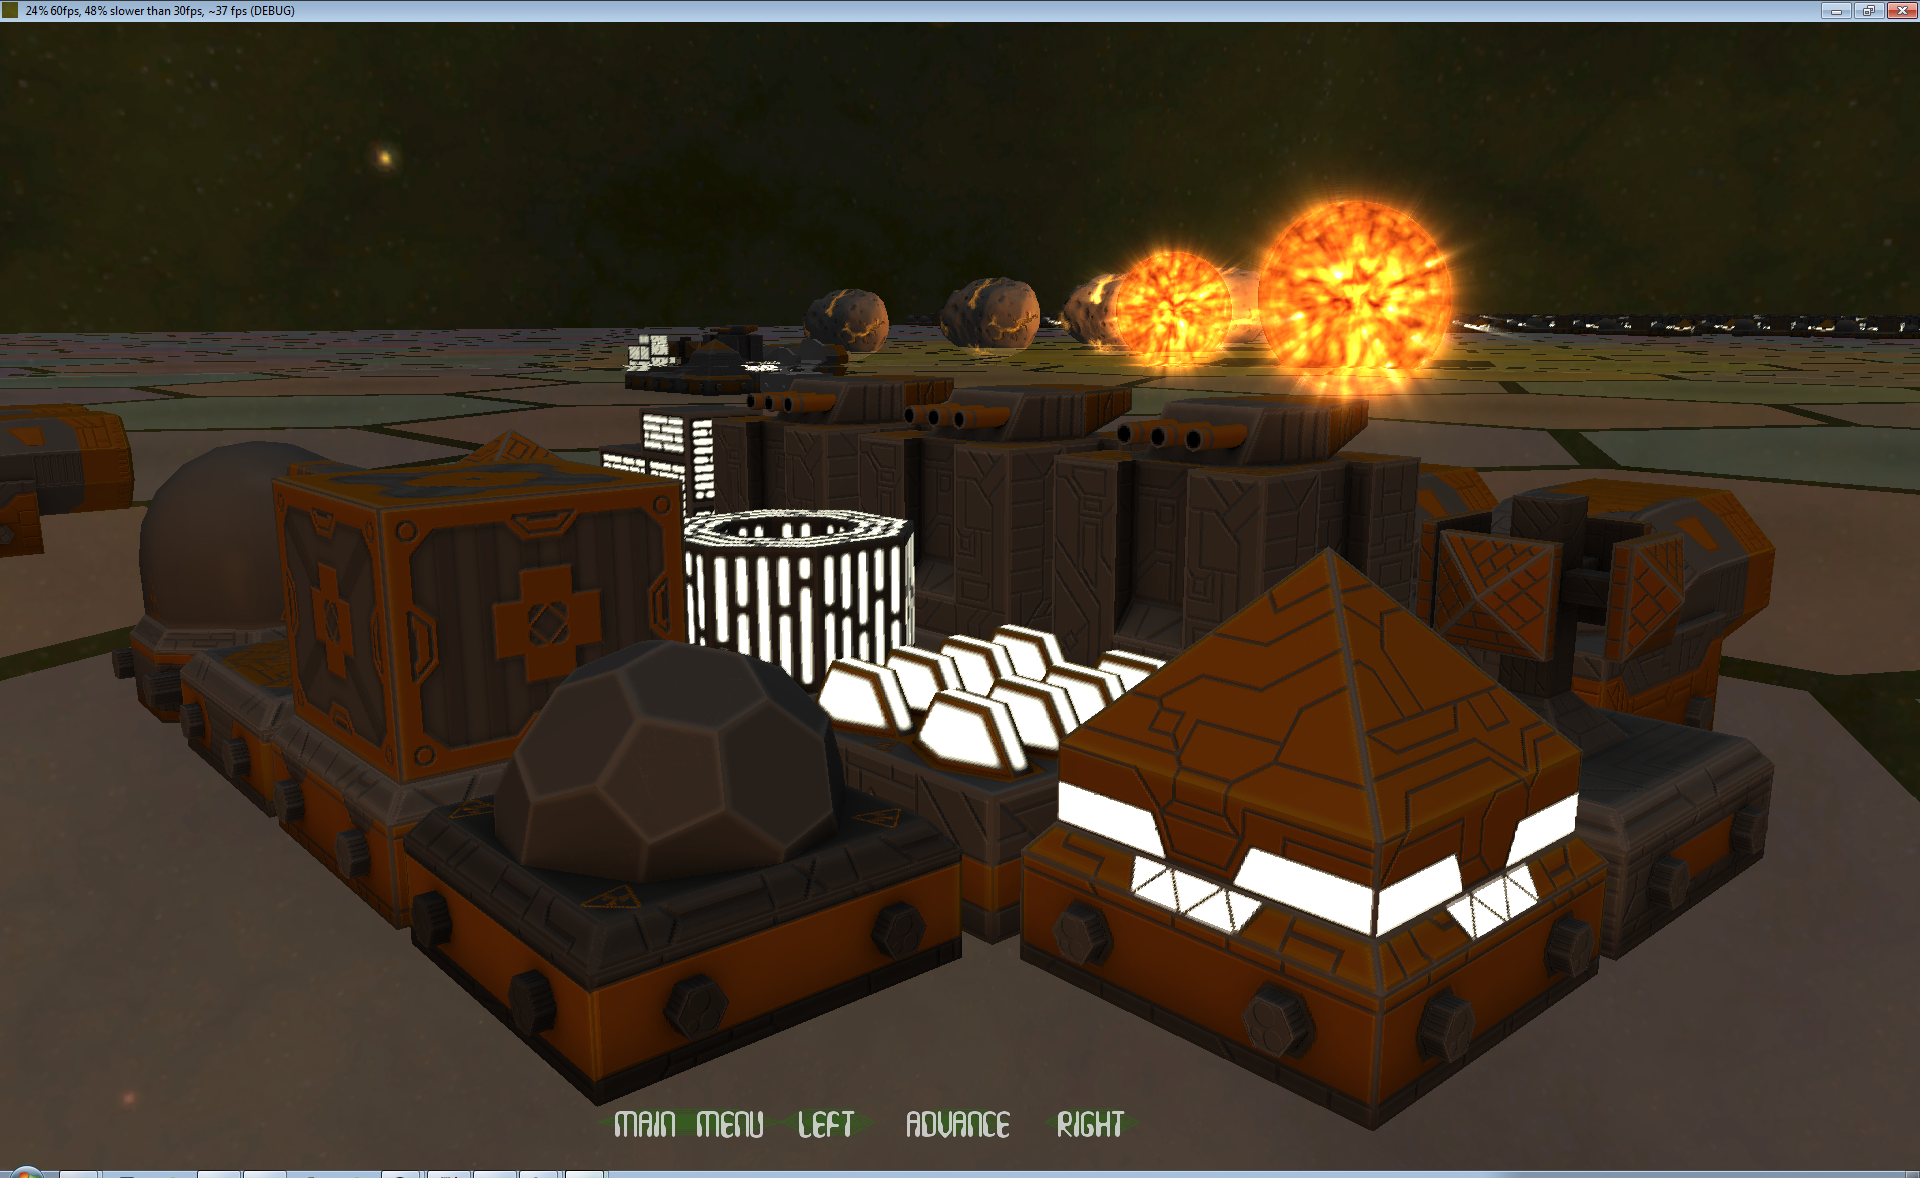 24% 60fps, 48% slower than 30fps, ~37 fps (DEBUG)
MAIN MENU LEFT ADVANCE RIGHT